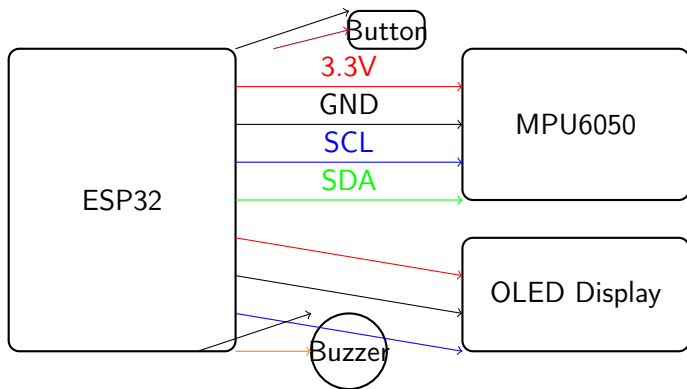 Button
3.3V
GND
MPU6050
SCL
SDA
ESP32
OLED Display
Buzzer